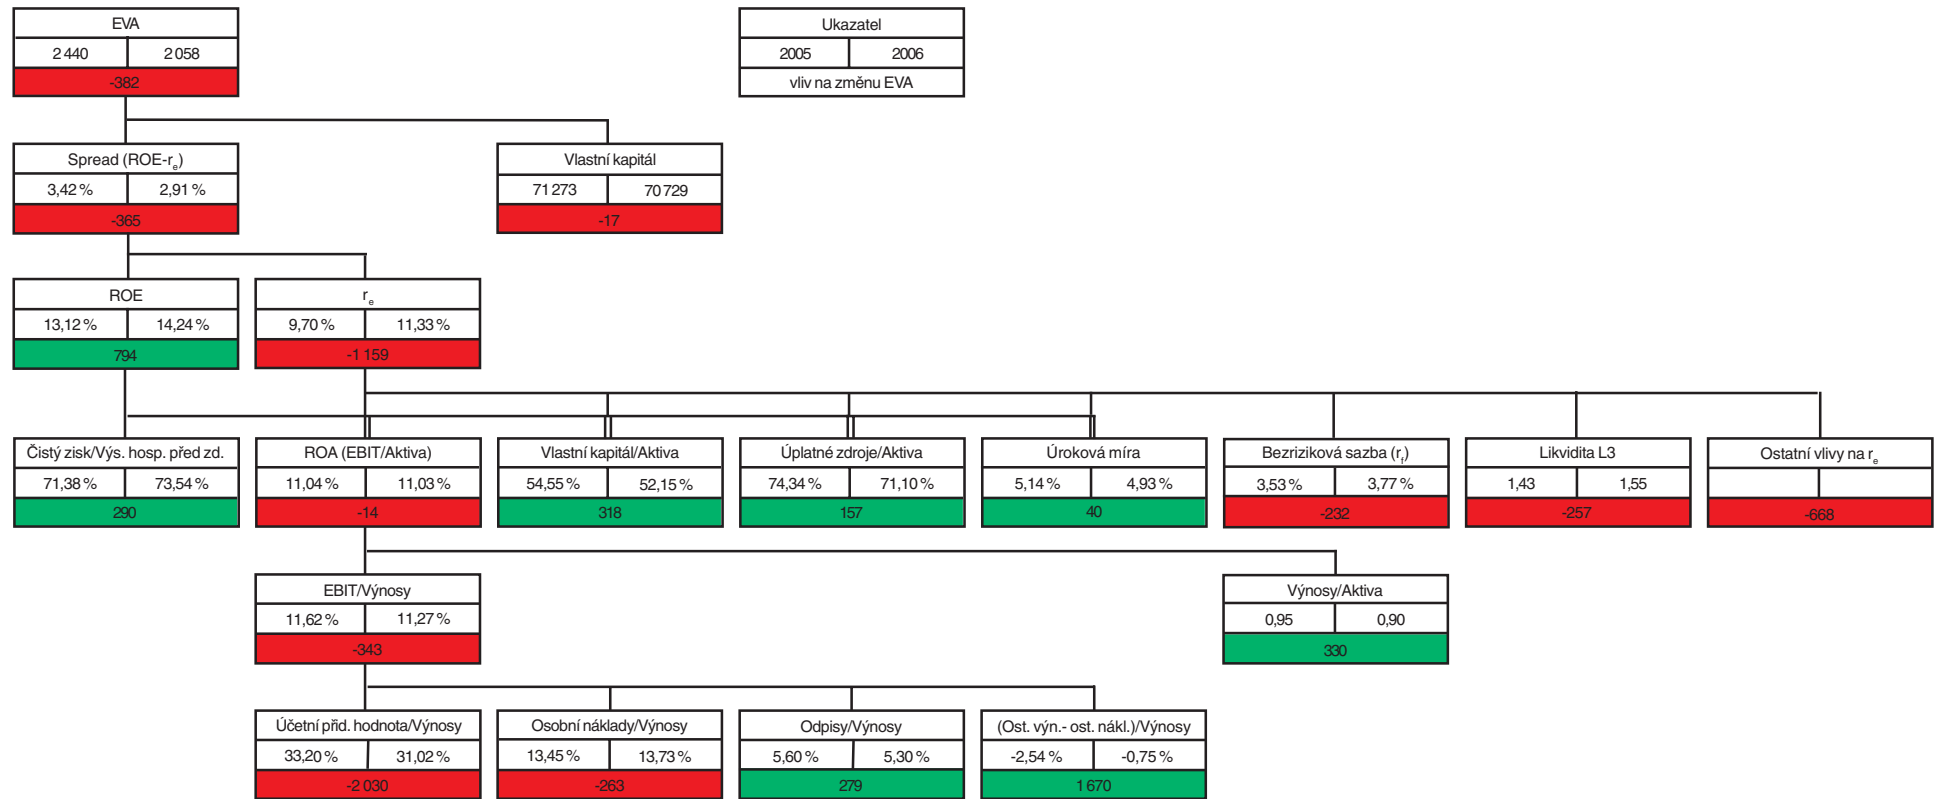 EVA
2 440 2 058
-382
Ukazatel
2005 2006
vliv na změnu EVA
Spread (ROE-re)
3,42 % 2,91 %
-365
Vlastní kapitál
71 273 70 729
-17
ROE
13,12 % 14,24 %
794
re
9,70 % 11,33 %
-1 159
Čistý zisk/Výs. hosp. před zd.
71,38 % 73,54 %
290
ROA (EBIT/Aktiva)
11,04 % 11,03 %
-14
Vlastní kapitál/Aktiva
54,55 % 52,15 %
318
Úplatné zdroje/Aktiva
74,34 % 71,10 %
157
Úroková míra
5,14 % 4,93 %
40
Bezriziková sazba (rf)
3,53 % 3,77 %
-232
Likvidita L3
1,43 1,55
-257
Ostatní vlivy na re
-668
EBIT/Výnosy
11,62 % 11,27 %
-343
Výnosy/Aktiva
0,95 0,90
330
Účetní přid. hodnota/Výnosy
33,20 % 31,02 %
-2 030
Osobní náklady/Výnosy
13,45 % 13,73 %
-263
Odpisy/Výnosy
5,60 % 5,30 %
279
(Ost. výn.- ost. nákl.)/Výnosy
-2,54 % -0,75 %
1 670